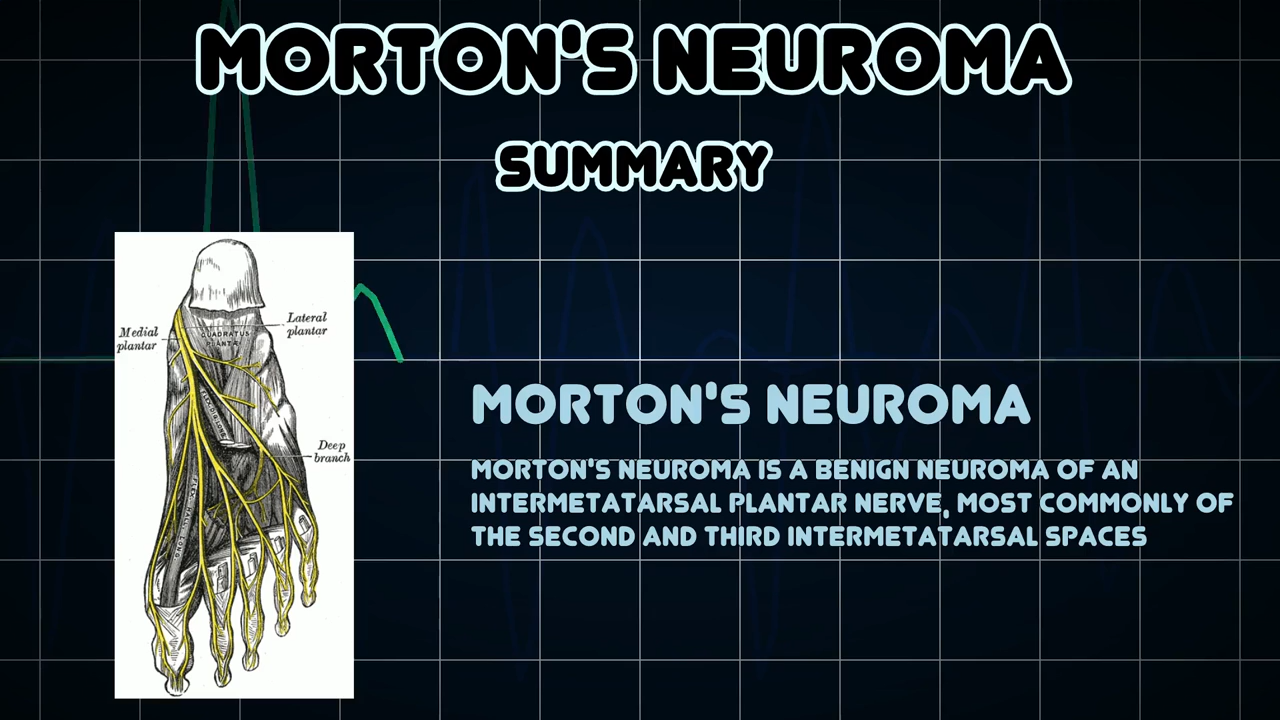 MORTON'S NEUROMA
SUMMARY
Medial
plantar
Lateral
plantar
QUADRATUS
PLANTÆ
Deep
branch
MORTON'S NEUROMA
MORTON'S NEUROMA IS A BENIGN NEUROMA OF AN
INTERMETATARSAL PLANTAR NERVE, MOST COMMONLY OF
THE SECOND AND THIRD INTERMETATARSAL SPACES